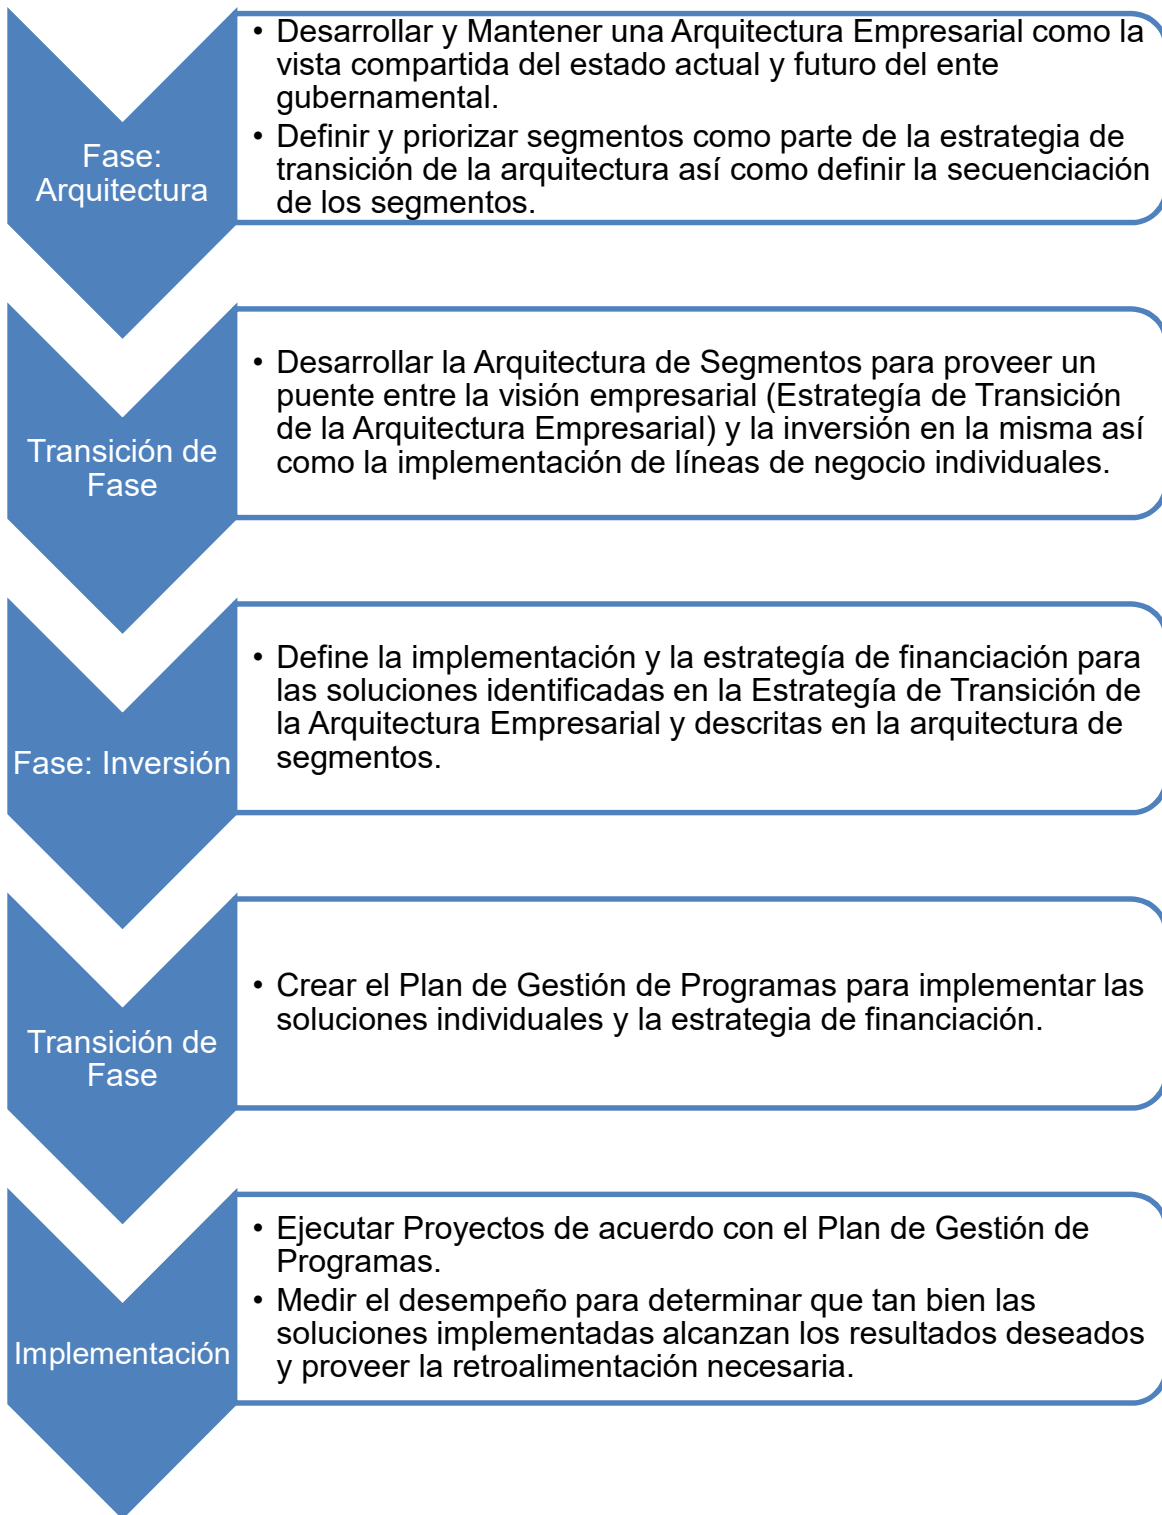 Fase:
Arquitectura
• Desarrollar y Mantener una Arquitectura Empresarial como la
vista compartida del estado actual y futuro del ente
gubernamental.
• Definir y priorizar segmentos como parte de la estrategia de
transición de la arquitectura así como definir la secuenciación
de los segmentos.
Transición de
Fase
• Desarrollar la Arquitectura de Segmentos para proveer un
puente entre la visión empresarial (Estrategía de Transición
de la Arquitectura Empresarial) y la inversión en la misma así
como la implementación de líneas de negocio individuales.
Fase: Inversión
• Define la implementación y la estrategía de financiación para
las soluciones identificadas en la Estrategía de Transición de
la Arquitectura Empresarial y descritas en la arquitectura de
segmentos.
Transición de
Fase
• Crear el Plan de Gestión de Programas para implementar las
soluciones individuales y la estrategia de financiación.
Implementación
• Ejecutar Proyectos de acuerdo con el Plan de Gestión de
Programas.
• Medir el desempeño para determinar que tan bien las
soluciones implementadas alcanzan los resultados deseados
y proveer la retroalimentación necesaria.